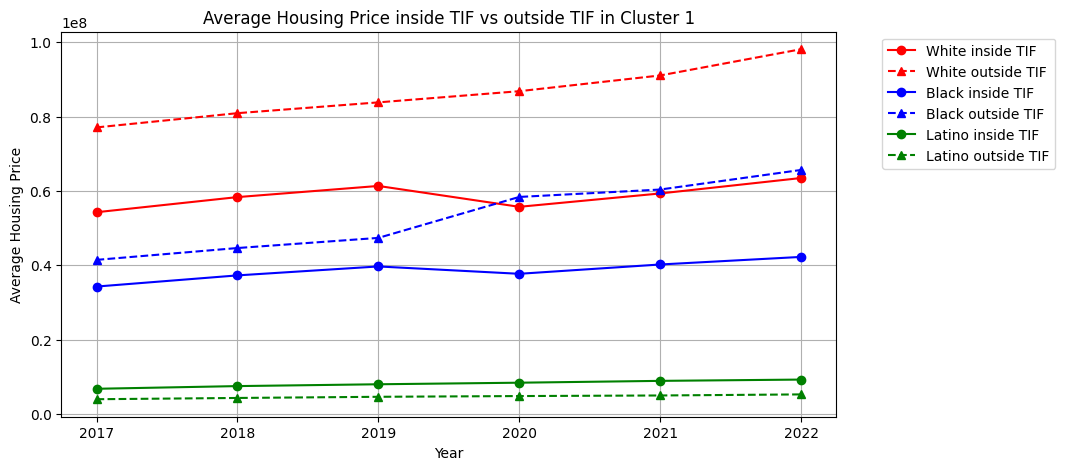 Average Housing Price inside TIF vs outside TIF in Cluster 1
1e8
1.0
0.8
0.6
0.4
0.2
0.0
Average Housing Price
2017 2018 2019 2020 2021 2022
Year
White inside TIF
White outside TIF
Black inside TIF
Black outside TIF
Latino inside TIF
Latino outside TIF